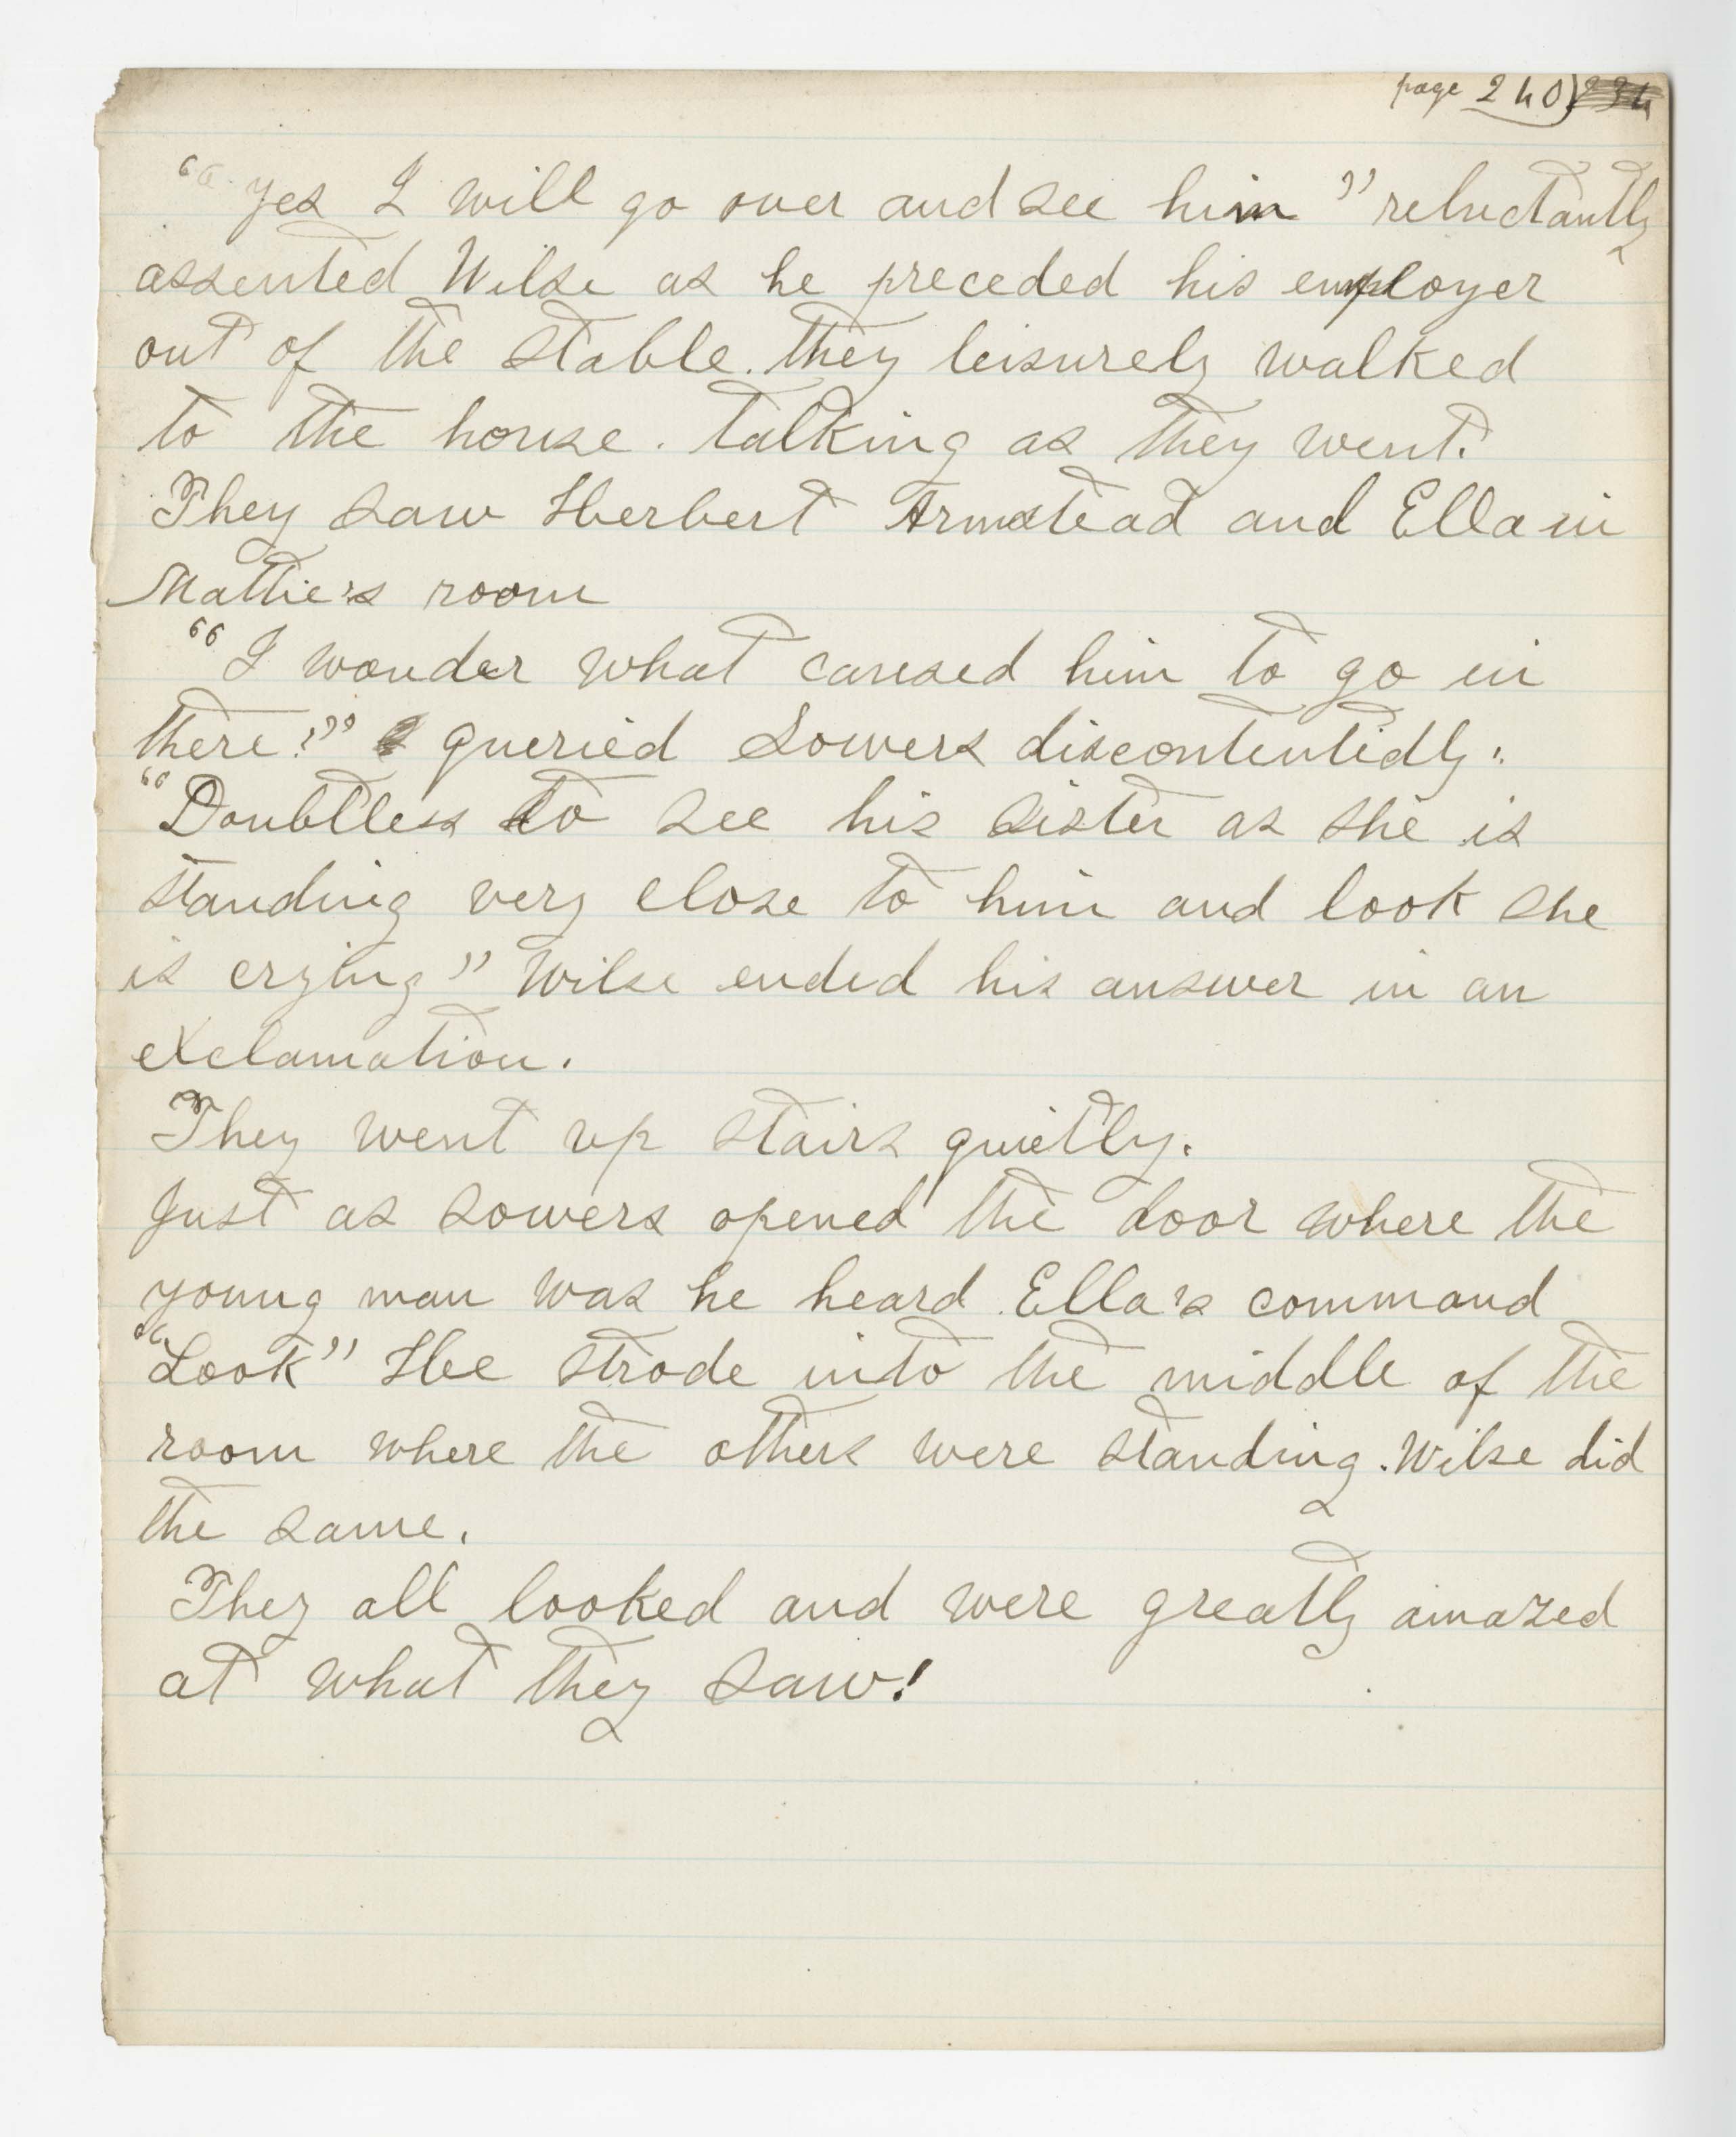 page 240) 234
"Yes I will go over and see him" reluctantly
assented Wilse as he preceded his employer
out of the stable. They leisurely walked
to the house. talking as they went.
They saw Herbert Armstead and Ella in
Mattie's room
"I wonder what caused him to go in
there?" queried Sowers discontentidly.
"Doubtless to see his sister as she is
standing very close to him and look she
is crying" Wilse ended his answer in an
exclamation.
They went up stairs quietly.
Just as Sowers opened the door where the
young man was he heard Ella's command
"Look" He strode into the middle of the
room where the others were standing. Wilse did
the same.
They all looked and were greatly amazed
at what they saw!